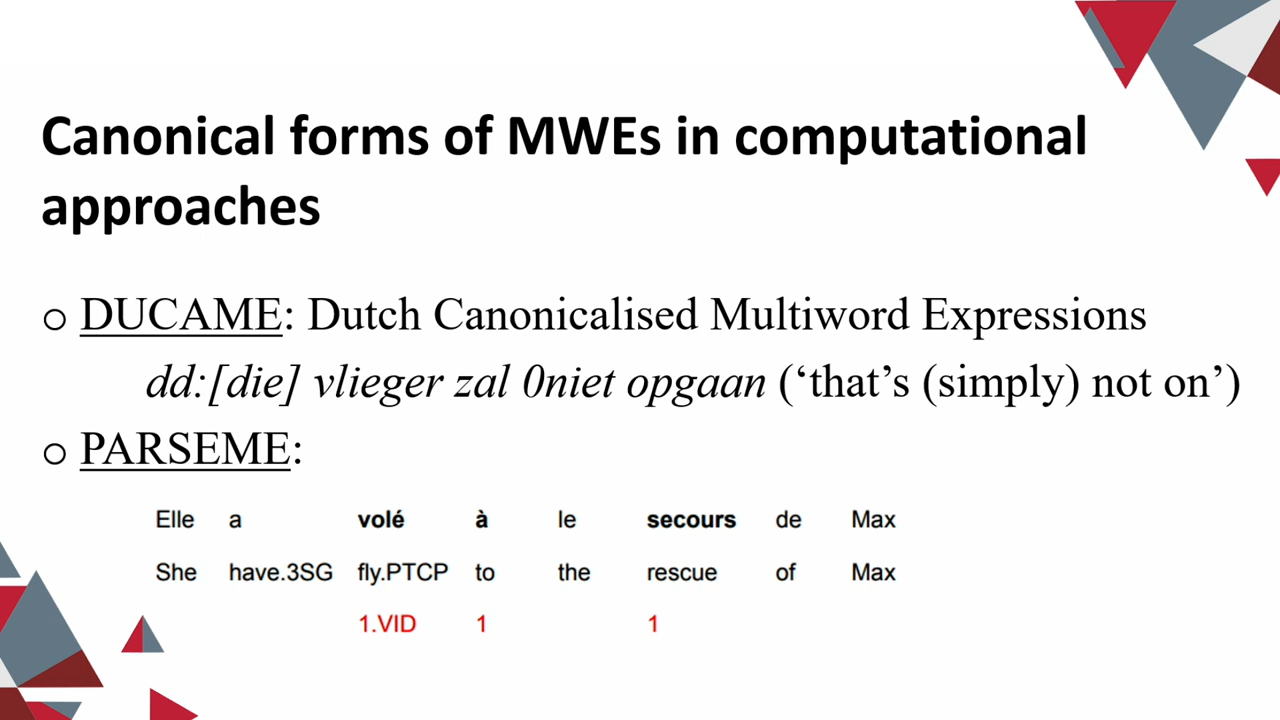 Canonical forms of MWEs in computational
approaches
o DUCAME: Dutch Canonicalised Multiword Expressions
dd:[die] vlieger zal 0niet opgaan (‘that’s (simply) not on’)
o PARSEME:
Elle a volé à le secours de Max
She have.3SG fly.PTCP to the rescue of Max
1.VID 1 1